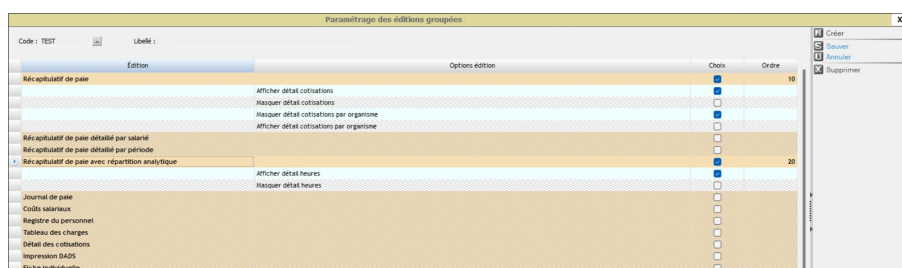 Paramétrage des éditions groupées
X
Code : TEST
Libellé :
N Créer
S Sauver
U Annuler
X Supprimer
Édition Options édition Choix Ordre
Récapitulatif de paie 10
Afficher détail cotisations
Masquer détail cotisations
Masquer détail cotisations par organisme
Afficher détail cotisations par organisme
Récapitulatif de paie détaillé par salarié
Récapitulatif de paie détaillé par période
Récapitulatif de paie avec répartition analytique 20
Afficher détail heures
Masquer détail heures
Journal de paie
Coûts salariaux
Registre du personnel
Tableau des charges
Détail des cotisations
Impression DADS
Fiche individuelle